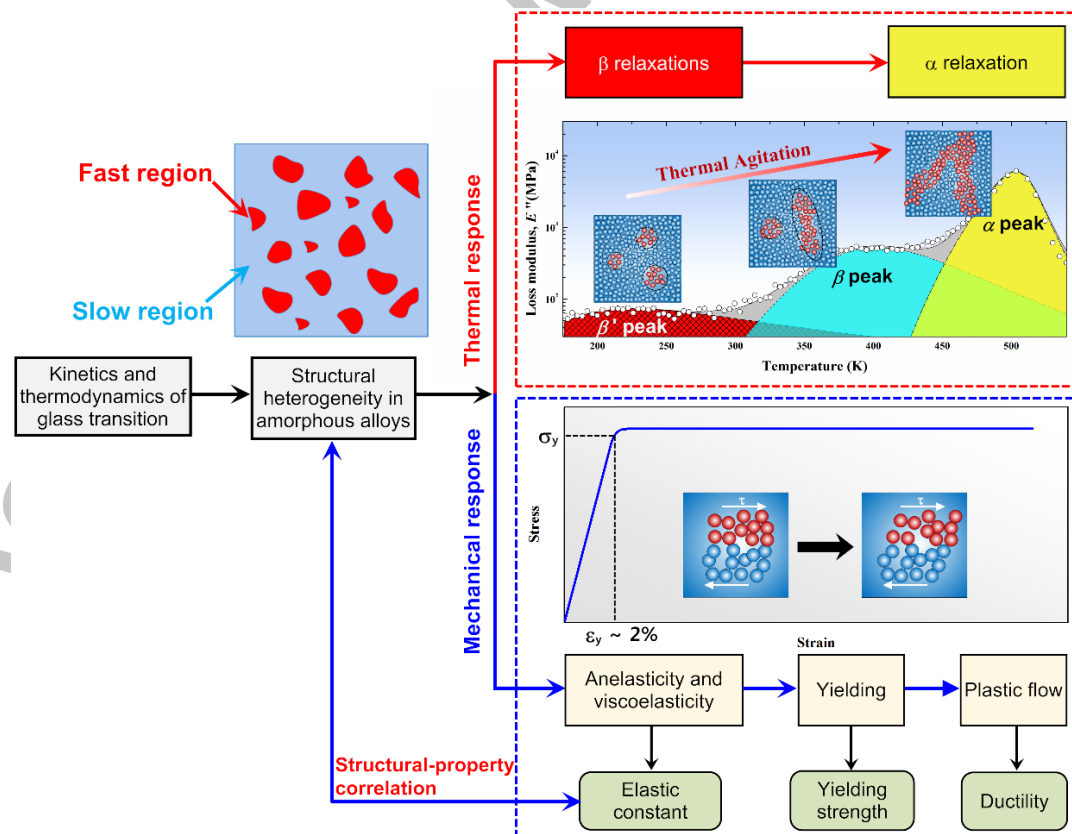 β relaxations
α relaxation
Fast region
Slow region
Thermal response
Loss modulus, E "(MPa)
10⁴
10³
10²
Thermal Agitation
α peak
β peak
β' peak
200
250
300
350
400
450
500
Temperature (K)
Kinetics and
thermodynamics of
glass transition
Structural
heterogeneity in
amorphous alloys
Mechanical response
σy
Stress
τ
τ
εy ~ 2%
Strain
Anelasticity and
viscoelasticity
Yielding
Plastic flow
Structural-property
correlation
Elastic
constant
Yielding
strength
Ductility